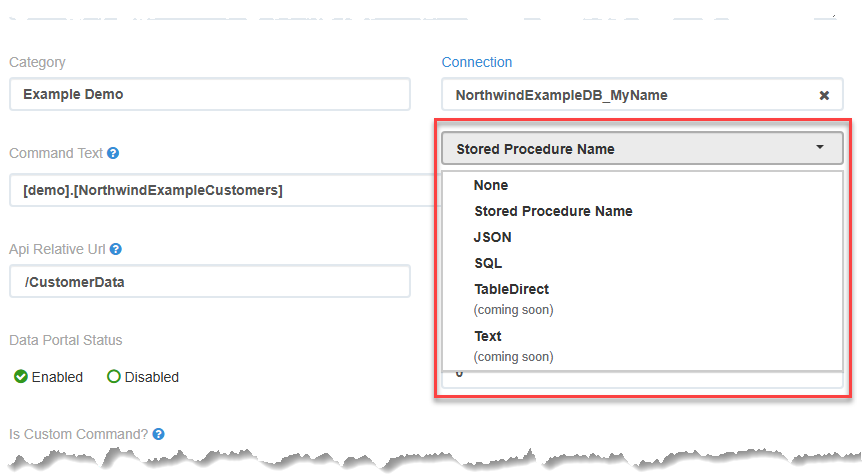 Category
Connection
Example Demo
NorthwindExampleDB_MyName
Command Text
Stored Procedure Name
[demo].[NorthwindExampleCustomers]
None
Stored Procedure Name
JSON
SQL
TableDirect
(coming soon)
Text
(coming soon)
Api Relative Url
/CustomerData
Data Portal Status
Enabled
Disabled
Is Custom Command?